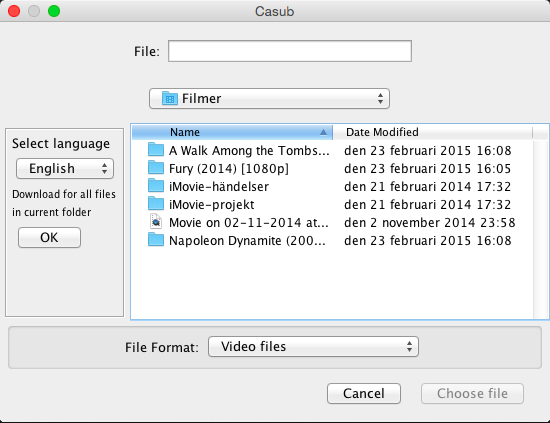 Casub
File:
Filmer
Select language
English
Download for all files
in current folder
OK
Name Date Modified
A Walk Among the Tombs... den 23 februari 2015 16:08
Fury (2014) [1080p] den 23 februari 2015 16:05
iMovie-händelser den 21 februari 2014 17:32
iMovie-projekt den 21 februari 2014 17:32
Movie on 02-11-2014 at... den 2 november 2014 23:58
Napoleon Dynamite (200... den 23 februari 2015 16:08
File Format: Video files
Cancel Choose file